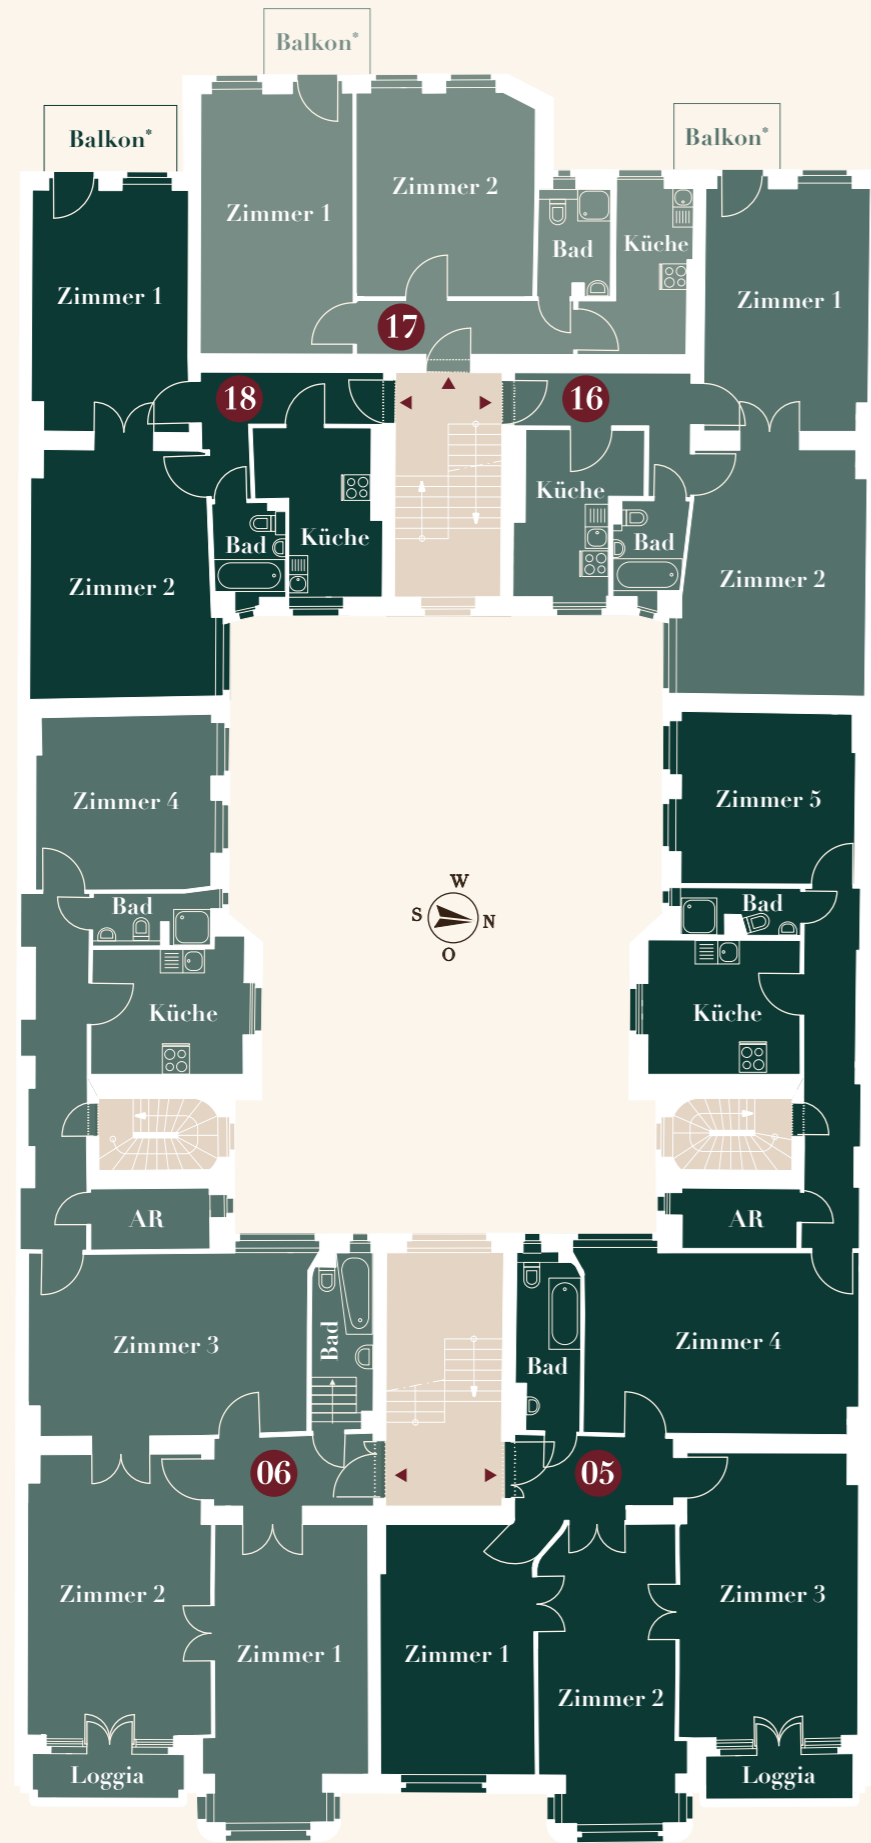 Balkon*
Balkon*
Balkon*
Zimmer 1
Zimmer 2
Bad
Küche
Zimmer 1
Zimmer 1
17
18
16
Zimmer 2
Bad
Küche
Küche
Bad
Zimmer 2
Zimmer 4
Zimmer 5
W
S
N
O
Bad
Bad
Küche
Küche
AR
AR
Zimmer 3
Bad
Bad
Zimmer 4
06
05
Zimmer 2
Zimmer 1
Zimmer 1
Zimmer 2
Zimmer 3
Loggia
Loggia